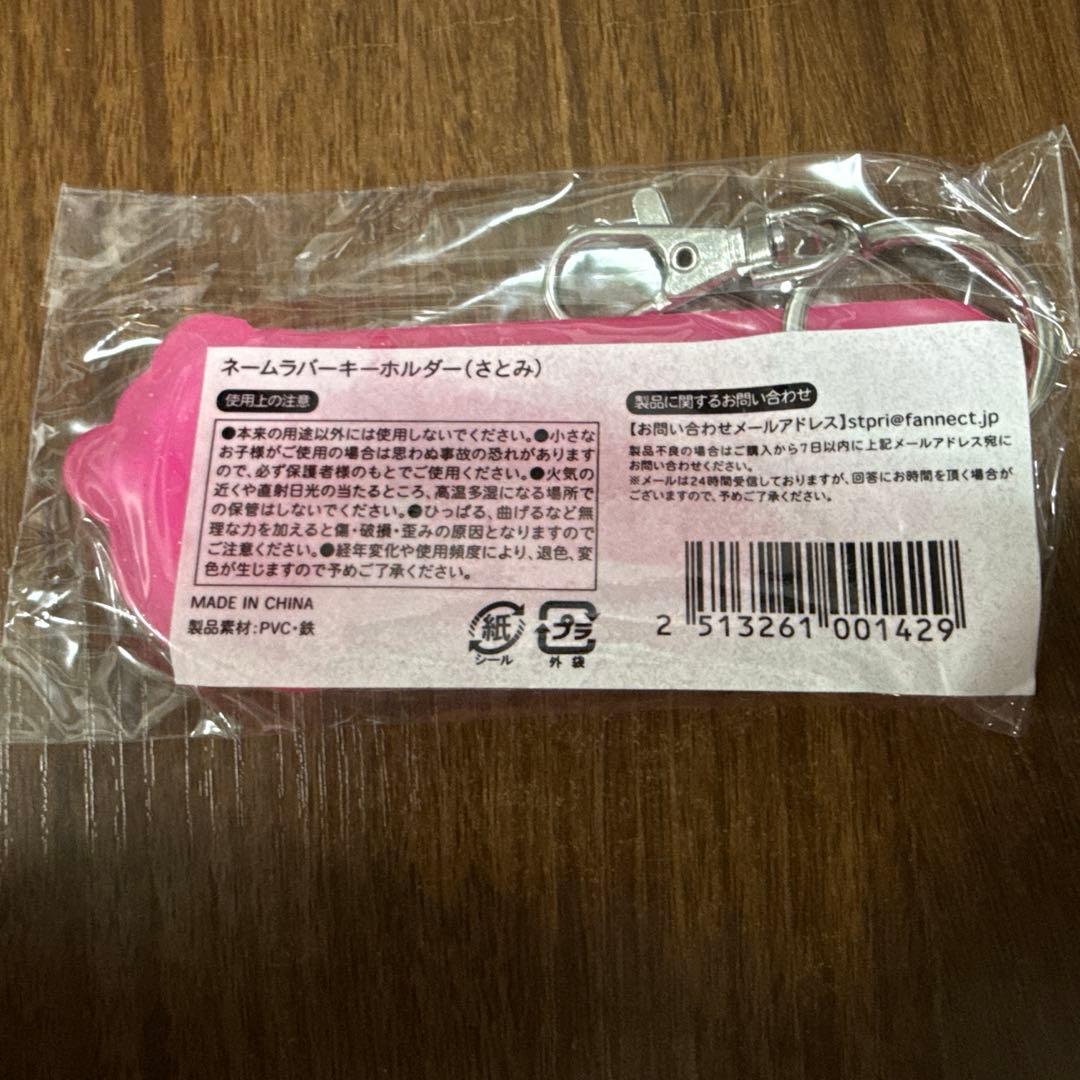 ネームラバーキーホルダー(さとみ)
使用上の注意
●本来の用途以外には使用しないでください。●小さな
お子様がご使用の場合は思わぬ事故の恐れがあります
ので、必ず保護者様のもとでご使用ください。●火気の
近くや直射日光の当たるところ、高温多湿になる場所で
の保管はしないでください。●ひっぱる、曲げるなど無
理な力を加えると傷・破損・歪みの原因となりますので
ご注意ください。●経年変化や使用頻度により、退色、変
色が生じますので予めご了承ください。
MADE IN CHINA
製品素材:PVC・鉄
紙
シール
プラ
外袋
製品に関するお問い合わせ
【お問い合わせメールアドレス】stpri@fannect.jp
製品不良の場合はご購入から7日以内に上記メールアドレス宛に
お問い合わせください。
※メールは24時間受信しておりますが、回答にお時間を頂く場合が
ございますので、予めご了承ください。
2 513261 001429